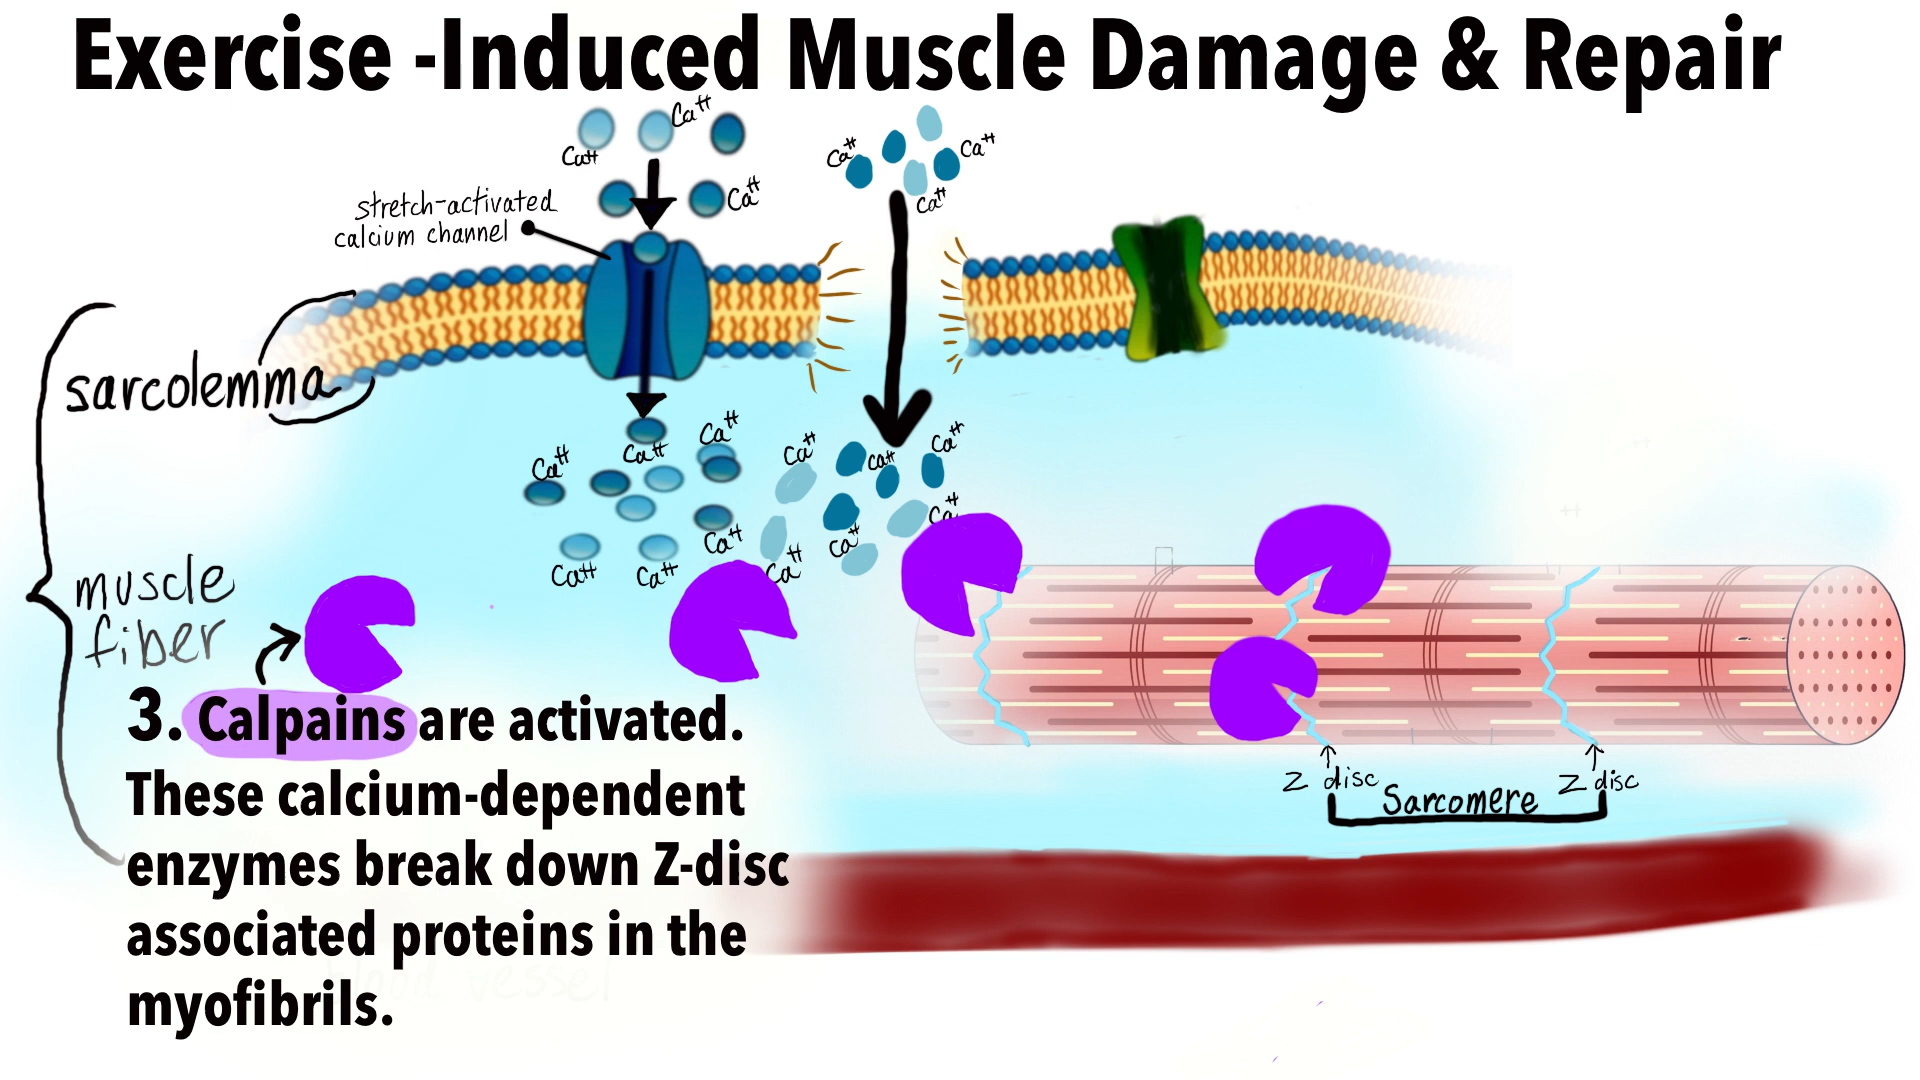 Exercise -Induced Muscle Damage & Repair
Ca++
Ca++
Ca++
Ca++
Ca++
Ca++
stretch-activated
calcium channel
sarcolemma
Ca++
Ca++
Ca++
Ca++
Ca++
Ca++
Ca++
Ca++
Ca++
Ca++
Ca++
Ca++
muscle
fiber
3. Calpains are activated.
These calcium-dependent
enzymes break down Z-disc
associated proteins in the
myofibrils.
Z disc
Z disc
Sarcomere
blood vessel